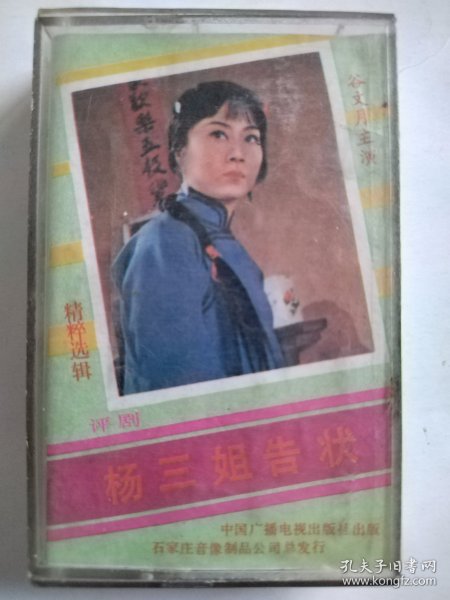 谷文月主演
精粹选辑
评剧
杨三姐告状
中国广播电视出版社出版
石家庄音像制品公司总发行
孔夫子旧书网
www.kongfz.com